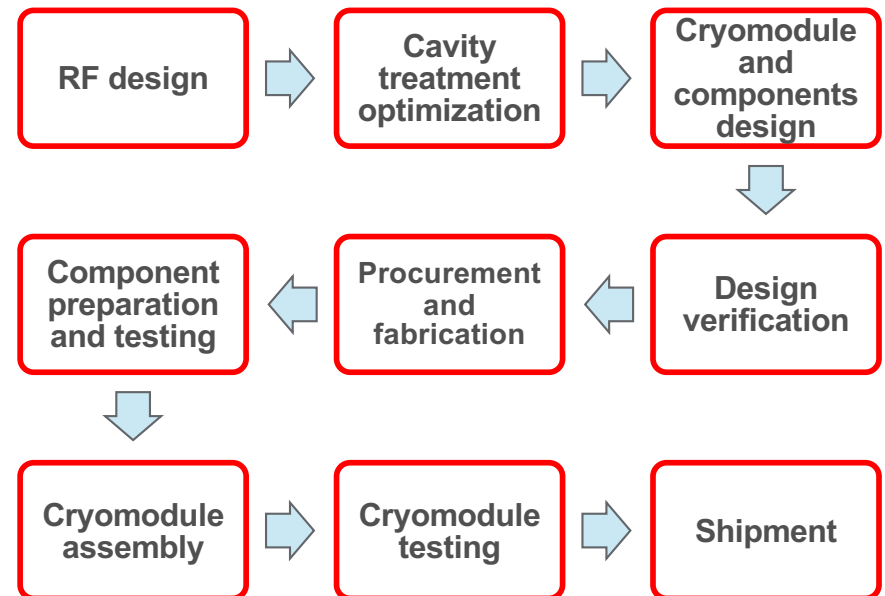 RF design
Cavity
treatment
optimization
Cryomodule
and
components
design
Component
preparation
and testing
Procurement
and
fabrication
Design
verification
Cryomodule
assembly
Cryomodule
testing
Shipment